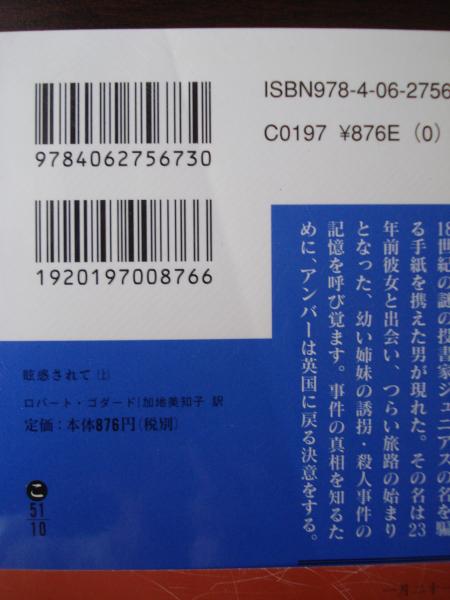 9784062756730
ISBN978-4-06-2756
C0197 ¥876E (0)
1920197008766
18世紀の謎の投書家ジュニアスの名を騙
る手紙を携えた男が現れた。その名は23
年前彼女と出会い、つらい旅路の始まり
となった、幼い姉妹の誘拐・殺人事件の
記憶を呼び覚ます。事件の真相を知るた
めに、アンバーは英国に戻る決意をする。
眩惑されて(上)
ロバート・ゴダード|加地美知子 訳
定価:本体876円(税別)
こ
51
10